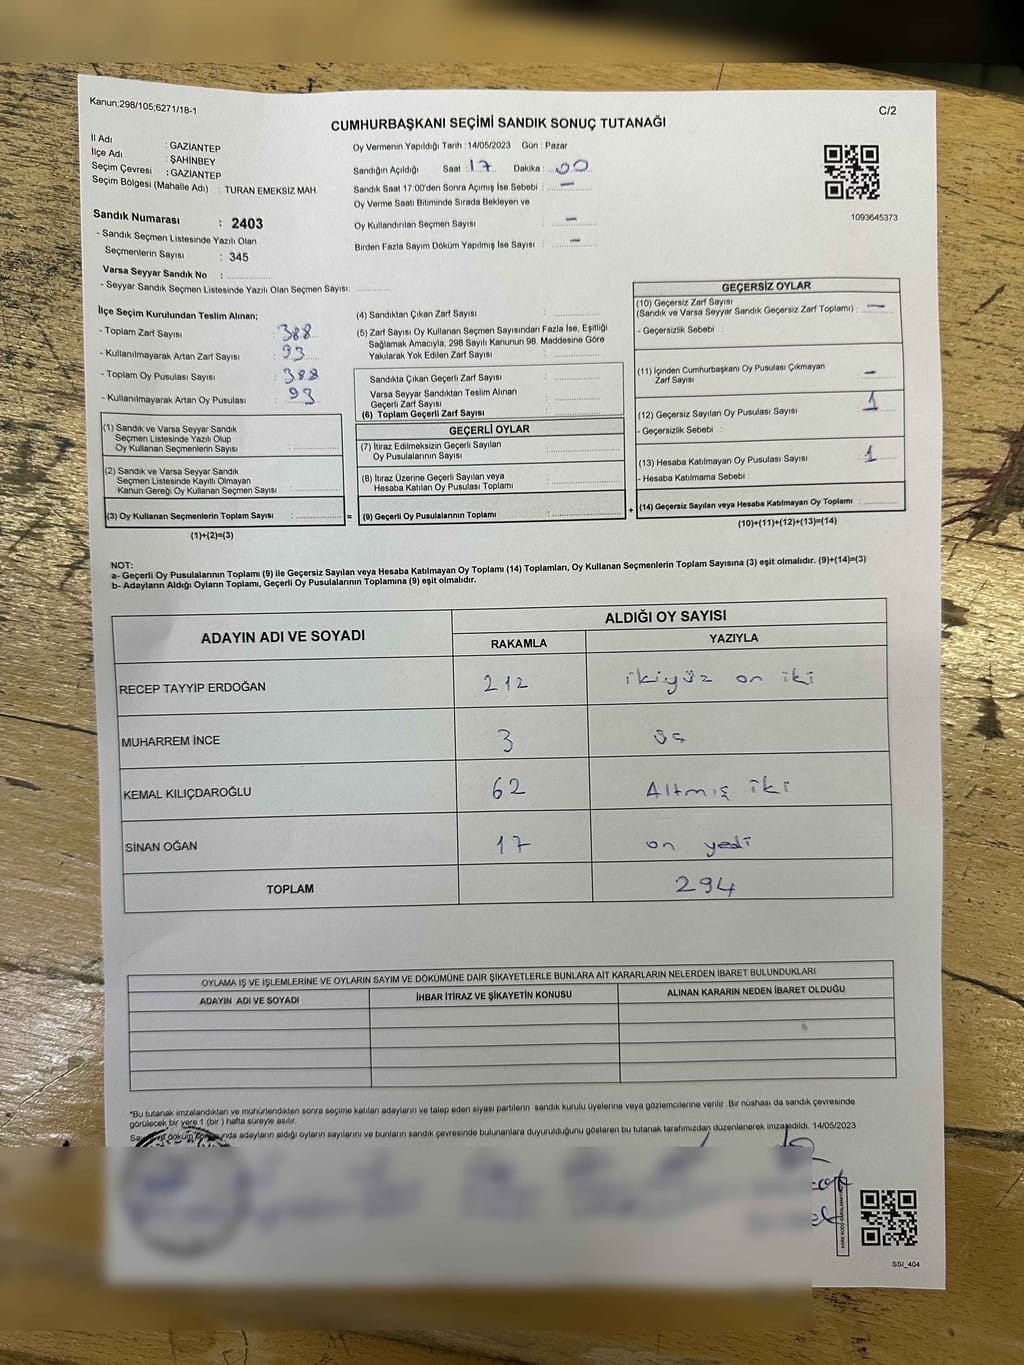 Kanun;298/105;6271/18-1
C/2
CUMHURBAŞKANI SEÇİMİ SANDIK SONUÇ TUTANAĞI
İl Adı : GAZİANTEP
İlçe Adı : ŞAHİNBEY
Seçim Çevresi : GAZİANTEP
Seçim Bölgesi (Mahalle Adı) : TURAN EMEKSİZ MAH.
Sandık Numarası : 2403
- Sandık Seçmen Listesinde Yazılı Olan
Seçmenlerin Sayısı : 345
Varsa Seyyar Sandık No :
- Seyyar Sandık Seçmen Listesinde Yazılı Olan Seçmen Sayısı:
Oy Vermenin Yapıldığı Tarih :14/05/2023 Gün : Pazar
Sandığın Açıldığı Saat : 17 Dakika : 00
Sandık Saat 17:00'den Sonra Açımış İse Sebebi : –
Oy Verme Saati Bitiminde Sırada Bekleyen ve
Oy Kullandırılan Seçmen Sayısı : –
Birden Fazla Sayım Döküm Yapılmış İse Sayısı : –
1093645373
İlçe Seçim Kurulundan Teslim Alınan;
- Toplam Zarf Sayısı : 388
- Kullanılmayarak Artan Zarf Sayısı : 93
- Toplam Oy Pusulası Sayısı : 388
- Kullanılmayarak Artan Oy Pusulası : 93
(1) Sandık ve Varsa Seyyar Sandık
Seçmen Listesinde Yazılı Olup
Oy Kullanan Seçmenlerin Sayısı :
(2) Sandık ve Varsa Seyyar Sandık
Seçmen Listesinde Kayıtlı Olmayan
Kanun Gereği Oy Kullanan Seçmen Sayısı :
(3) Oy Kullanan Seçmenlerin Toplam Sayısı : =
(1)+(2)=(3)
(4) Sandıktan Çıkan Zarf Sayısı :
(5) Zarf Sayısı Oy Kullanan Seçmen Sayısından Fazla İse, Eşitliği
Sağlamak Amacıyla, 298 Sayılı Kanunun 98. Maddesine Göre
Yakılarak Yok Edilen Zarf Sayısı :
Sandıkta Çıkan Geçerli Zarf Sayısı :
Varsa Seyyar Sandıktan Teslim Alınan
Geçerli Zarf Sayısı :
(6) Toplam Geçerli Zarf Sayısı :
GEÇERLİ OYLAR
(7) İtiraz Edilmeksizin Geçerli Sayılan
Oy Pusulalarının Sayısı :
(8) İtiraz Üzerine Geçerli Sayılan veya
Hesaba Katılan Oy Pusulası Toplamı :
(9) Geçerli Oy Pusulalarının Toplamı : +
GEÇERSİZ OYLAR
(10) Geçersiz Zarf Sayısı
(Sandık ve Varsa Seyyar Sandık Geçersiz Zarf Toplamı) : –
- Geçersizlik Sebebi :
(11) İçinden Cumhurbaşkanı Oy Pusulası Çıkmayan
Zarf Sayısı : –
(12) Geçersiz Sayılan Oy Pusulası Sayısı : 1
- Geçersizlik Sebebi :
(13) Hesaba Katılmayan Oy Pusulası Sayısı : 1
- Hesaba Katılmama Sebebi :
(14) Geçersiz Sayılan veya Hesaba Katılmayan Oy Toplamı :
(10)+(11)+(12)+(13)=(14)
NOT:
a- Geçerli Oy Pusulalarının Toplamı (9) ile Geçersiz Sayılan veya Hesaba Katılmayan Oy Toplamı (14) Toplamları, Oy Kullanan Seçmenlerin Toplam Sayısına (3) eşit olmalıdır. (9)+(14)=(3)
b- Adayların Aldığı Oyların Toplamı, Geçerli Oy Pusulalarının Toplamına (9) eşit olmalıdır.
ADAYIN ADI VE SOYADI ALDIĞI OY SAYISI
RAKAMLA YAZIYLA
RECEP TAYYİP ERDOĞAN 212 ikiyüz on iki
MUHARREM İNCE 3 üç
KEMAL KILIÇDAROĞLU 62 Altmış iki
SİNAN OĞAN 17 on yedi
TOPLAM 294
OYLAMA İŞ VE İŞLEMLERİNE VE OYLARIN SAYIM VE DÖKÜMÜNE DAİR ŞİKAYETLERLE BUNLARA AİT KARARLARIN NELERDEN İBARET BULUNDUKLARI
ADAYIN ADI VE SOYADI İHBAR İTİRAZ VE ŞİKAYETİN KONUSU ALINAN KARARIN NEDEN İBARET OLDUĞU
*Bu tutanak imzalandıktan ve mühürlendikten sonra seçime katılan adayların ve talep eden siyasi partilerin sandık kurulu üyelerine veya gözlemcilerine verilir .Bir nüshası da sandık çevresinde
görülecek bir yere 1 (bir ) hafta süreyle asılır.
adayların aldığı oyların sayılarını ve bunların sandık çevresinde bulunanlara duyurulduğunu gösteren bu tutanak tarafımızdan düzenlenerek imzalandı. 14/05/2023
SSI_404